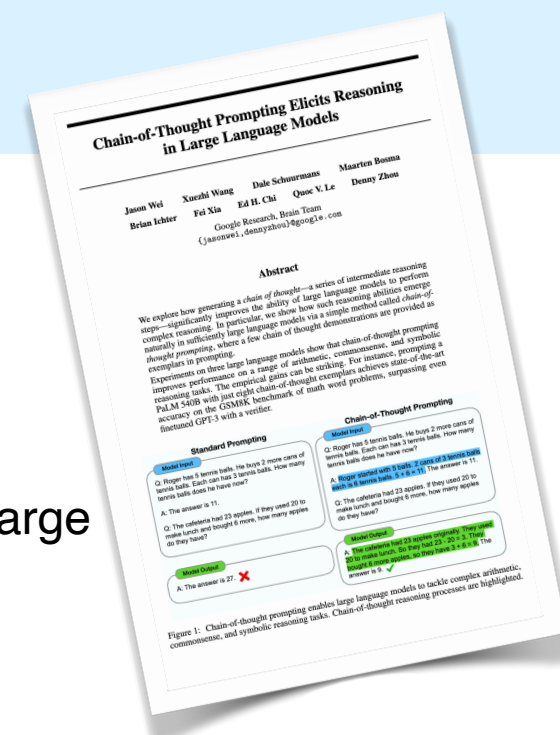 Chain-of-Thought Prompting Elicits Reasoning
in Large Language Models
Jason Wei Xuezhi Wang Dale Schuurmans Maarten Bosma
Brian Ichter Fei Xia Ed H. Chi Quoc V. Le Denny Zhou
Google Research, Brain Team
{jasonwei,dennyzhou}@google.com
Abstract
We explore how generating a chain of thought—a series of intermediate reasoning
steps—significantly improves the ability of large language models to perform
complex reasoning. In particular, we show how such reasoning abilities emerge
naturally in sufficiently large language models via a simple method called chain-of-
thought prompting, where a few chain of thought demonstrations are provided as
exemplars in prompting.
Experiments on three large language models show that chain-of-thought prompting
improves performance on a range of arithmetic, commonsense, and symbolic
reasoning tasks. The empirical gains can be striking. For instance, prompting a
PaLM 540B with just eight chain-of-thought exemplars achieves state-of-the-art
accuracy on the GSM8K benchmark of math word problems, surpassing even
finetuned GPT-3 with a verifier.
Standard Prompting
Model Input
Q: Roger has 5 tennis balls. He buys 2 more cans of
tennis balls. Each can has 3 tennis balls. How many
tennis balls does he have now?
A: The answer is 11.
Q: The cafeteria had 23 apples. If they used 20 to
make lunch and bought 6 more, how many apples
do they have?
Model Output
A: The answer is 27.
Chain-of-Thought Prompting
Model Input
Q: Roger has 5 tennis balls. He buys 2 more cans of
tennis balls. Each can has 3 tennis balls. How many
tennis balls does he have now?
A: Roger started with 5 balls. 2 cans of 3 tennis balls
each is 6 tennis balls. 5 + 6 = 11. The answer is 11.
Q: The cafeteria had 23 apples. If they used 20 to
make lunch and bought 6 more, how many apples
do they have?
Model Output
A: The cafeteria had 23 apples originally. They used
20 to make lunch. So they had 23 - 20 = 3. They
bought 6 more apples, so they have 3 + 6 = 9. The
answer is 9.
Figure 1: Chain-of-thought prompting enables large language models to tackle complex arithmetic,
commonsense, and symbolic reasoning tasks. Chain-of-thought reasoning processes are highlighted.
arge